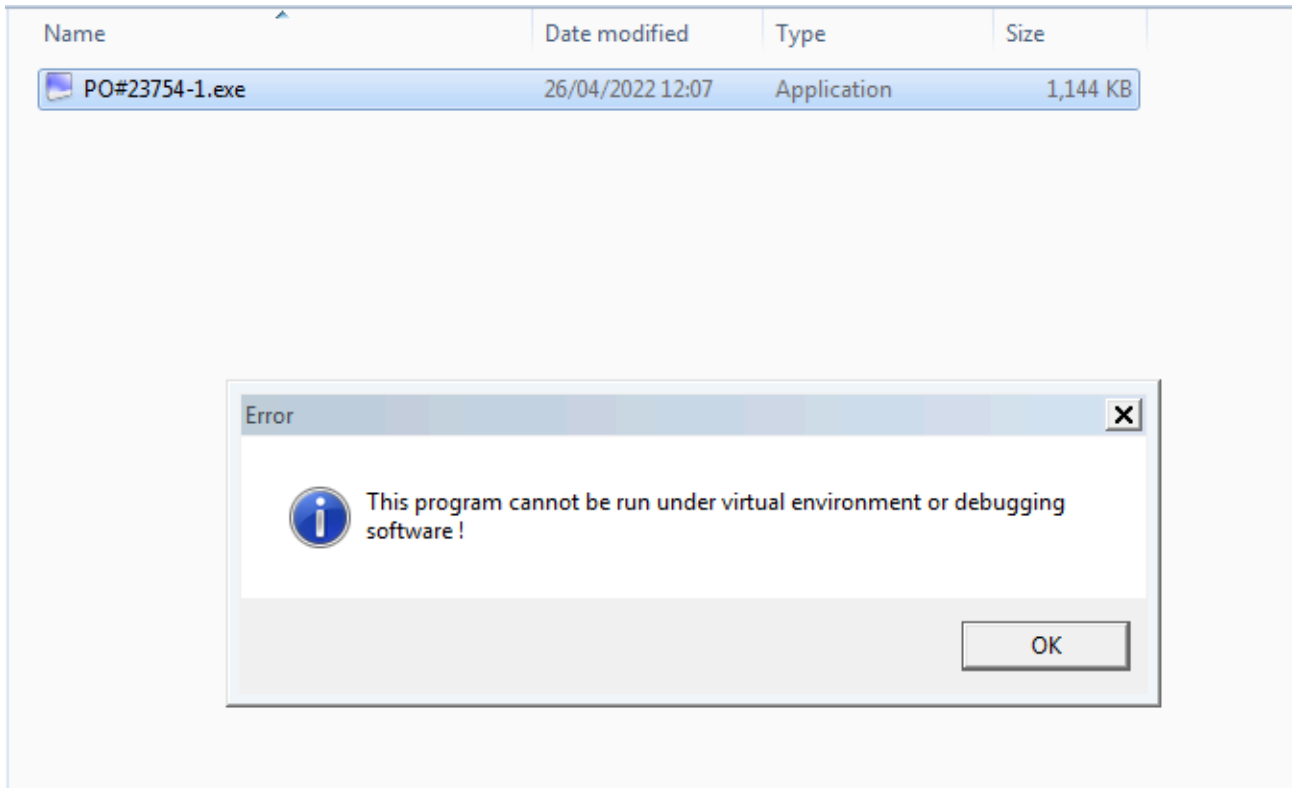 Name Date modified Type Size
PO#23754-1.exe 26/04/2022 12:07 Application 1,144 KB
Error
This program cannot be run under virtual environment or debugging
software !
OK